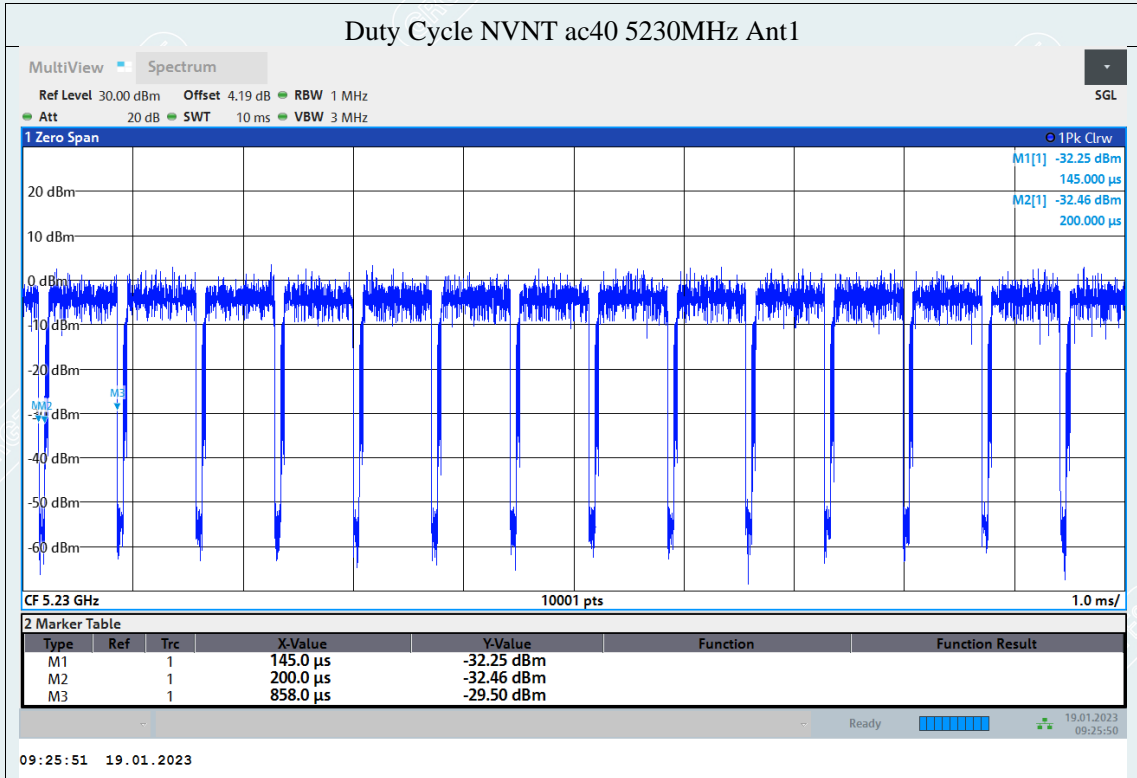 Duty Cycle NVNT ac40 5230MHz Ant1
MultiView Spectrum
Ref Level 30.00 dBm Offset 4.19 dB RBW 1 MHz SGL
Att 20 dB SWT 10 ms VBW 3 MHz
1 Zero Span 1Pk Clrw
M1[1] -32.25 dBm
145.000 µs
20 dBm M2[1] -32.46 dBm
200.000 µs
10 dBm
0 dBm
-10 dBm
-20 dBm
M3
M2
-30 dBm
-40 dBm
-50 dBm
-60 dBm
CF 5.23 GHz 10001 pts 1.0 ms/
2 Marker Table
Type Ref Trc X-Value Y-Value Function Function Result
M1 1 145.0 µs -32.25 dBm
M2 1 200.0 µs -32.46 dBm
M3 1 858.0 µs -29.50 dBm
Ready 19.01.2023
09:25:50
09:25:51 19.01.2023